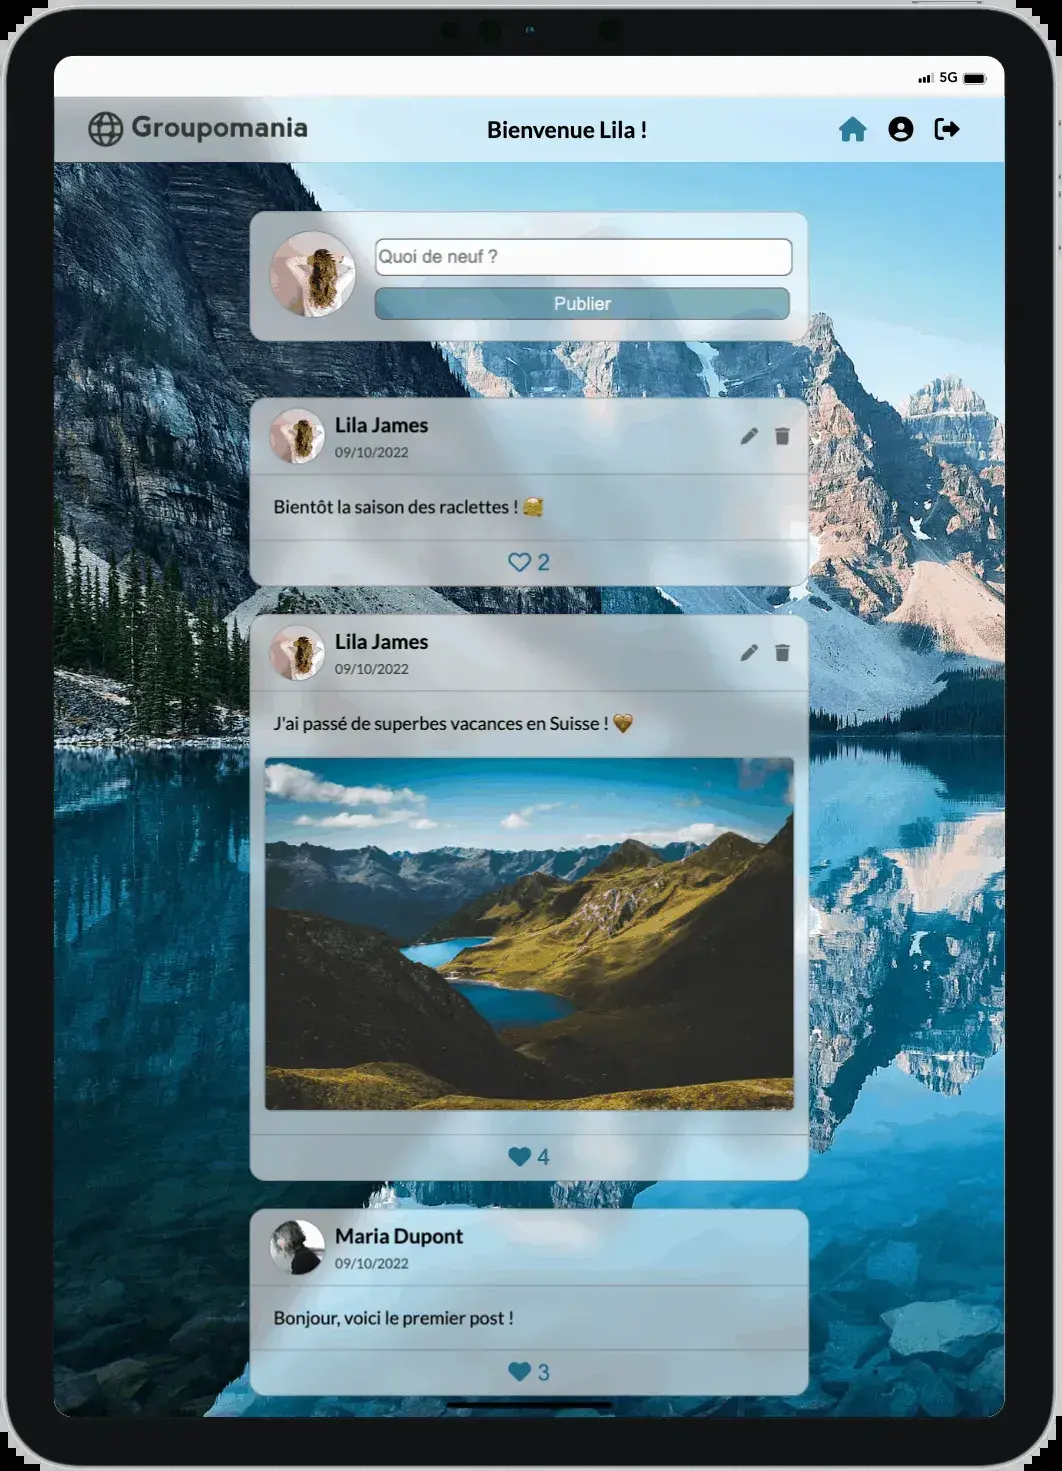 5G
Groupomania
Bienvenue Lila !
Quoi de neuf ?
Publier
Lila James
09/10/2022
Bientôt la saison des raclettes ! 🥰
2
Lila James
09/10/2022
J'ai passé de superbes vacances en Suisse ! 💝
4
Maria Dupont
09/10/2022
Bonjour, voici le premier post !
3